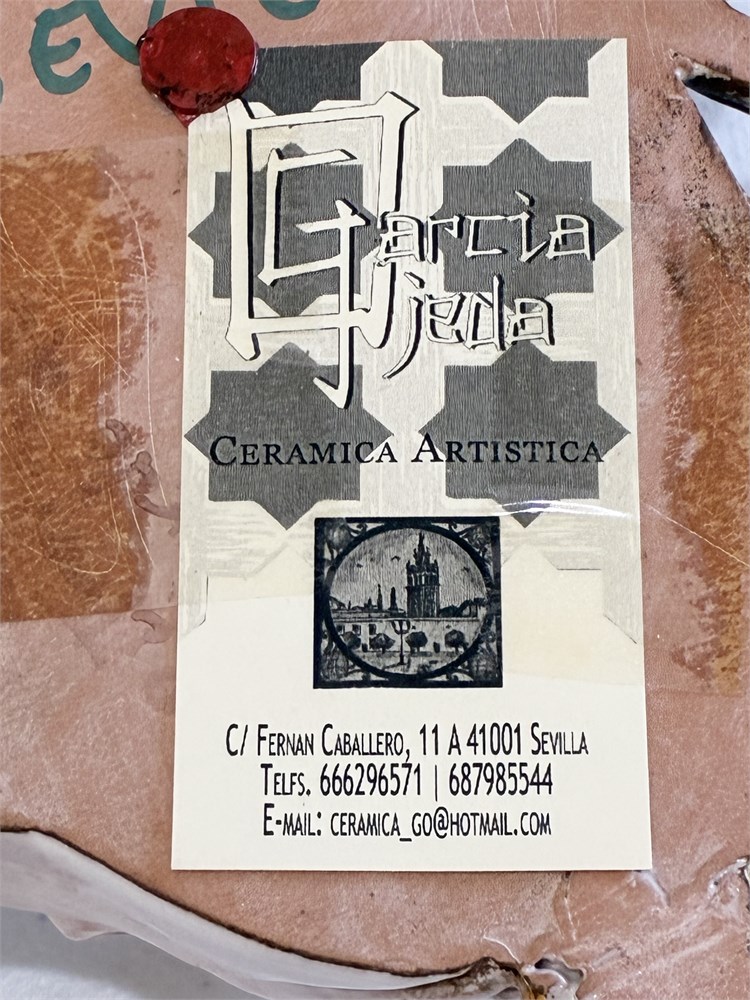 Garcia
Ojeda
CERAMICA ARTISTICA
C/ FERNAN CABALLERO, 11 A 41001 SEVILLA
TELFS. 666296571 | 687985544
E-MAIL: CERAMICA_GO@HOTMAIL.COM